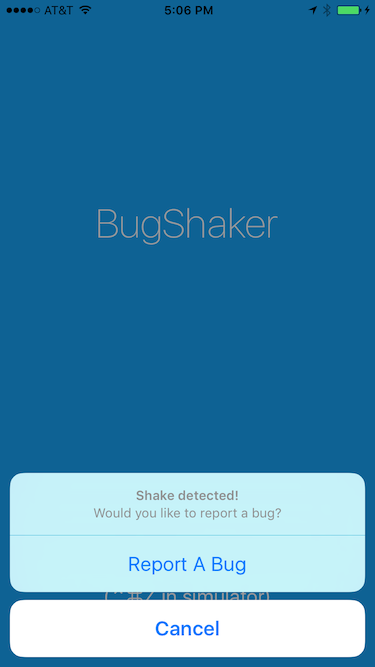 AT&T 5:06 PM
BugShaker
Shake detected!
Would you like to report a bug?
Report A Bug
in simulator)
Cancel